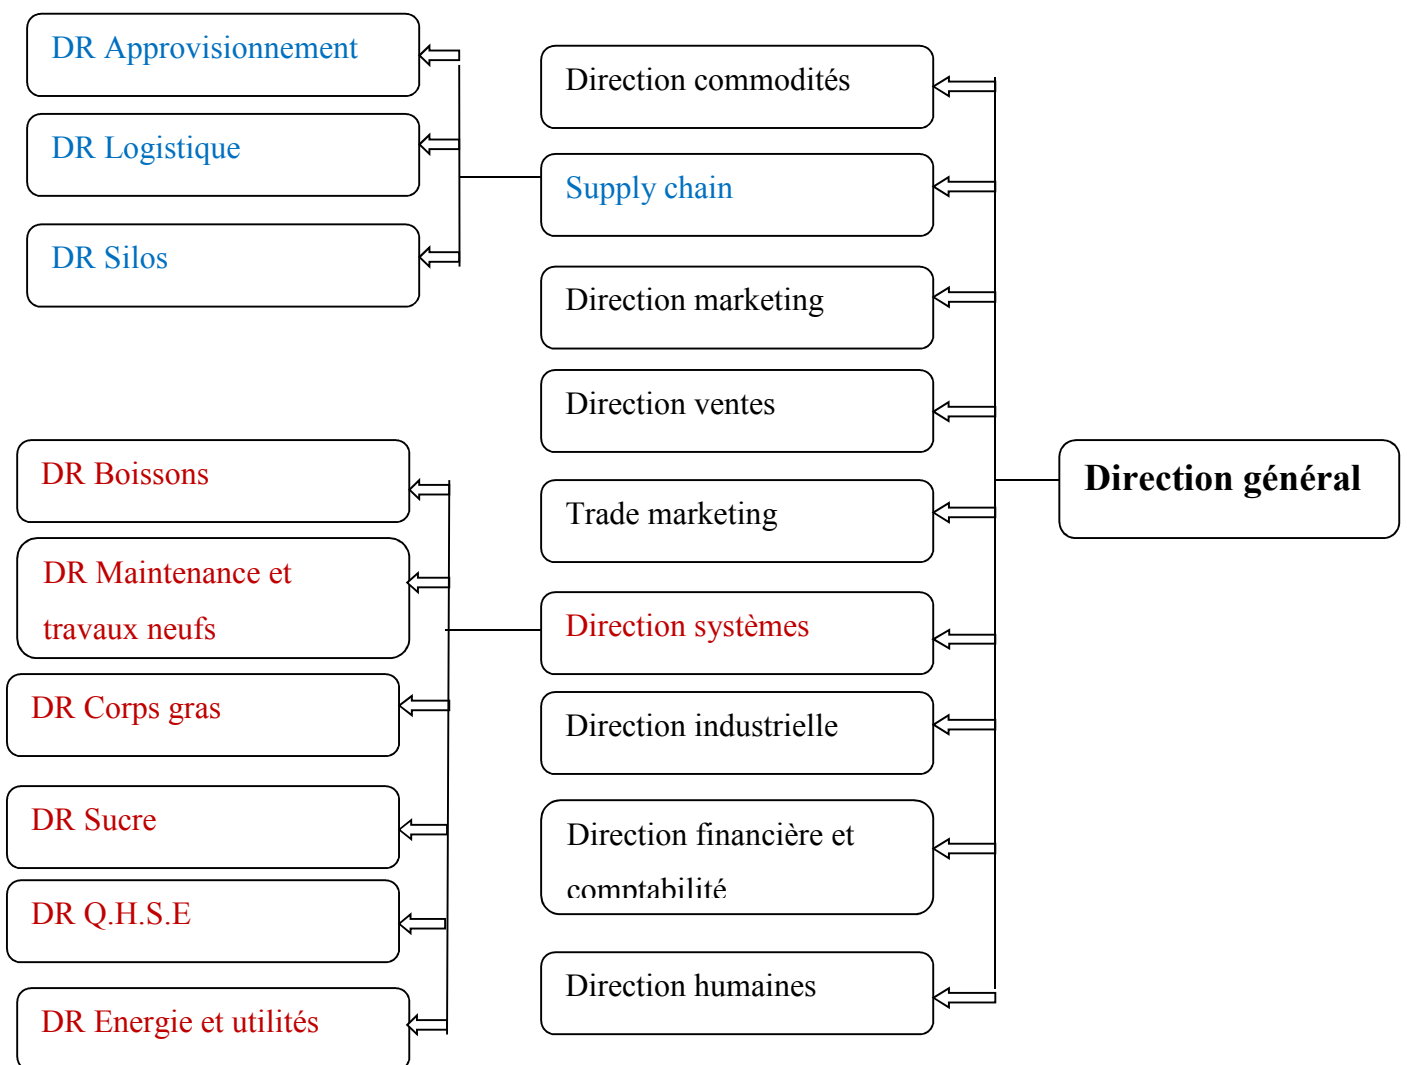 DR Approvisionnement
DR Logistique
DR Silos
Direction commodités
Supply chain
Direction marketing
Direction ventes
Trade marketing
Direction systèmes
Direction industrielle
Direction financière et
comptabilité
Direction humaines
Direction général
DR Boissons
DR Maintenance et
travaux neufs
DR Corps gras
DR Sucre
DR Q.H.S.E
DR Energie et utilités